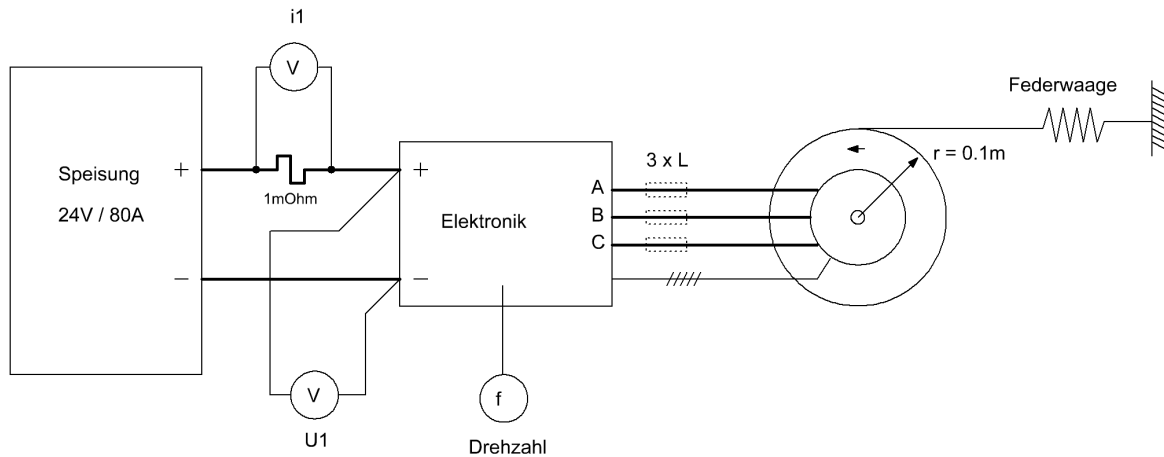 i1
V
Federwaage
Speisung
24V / 80A
+
−
1mOhm
+
−
Elektronik
A
B
C
3 x L
r = 0.1m
V
U1
f
Drehzahl